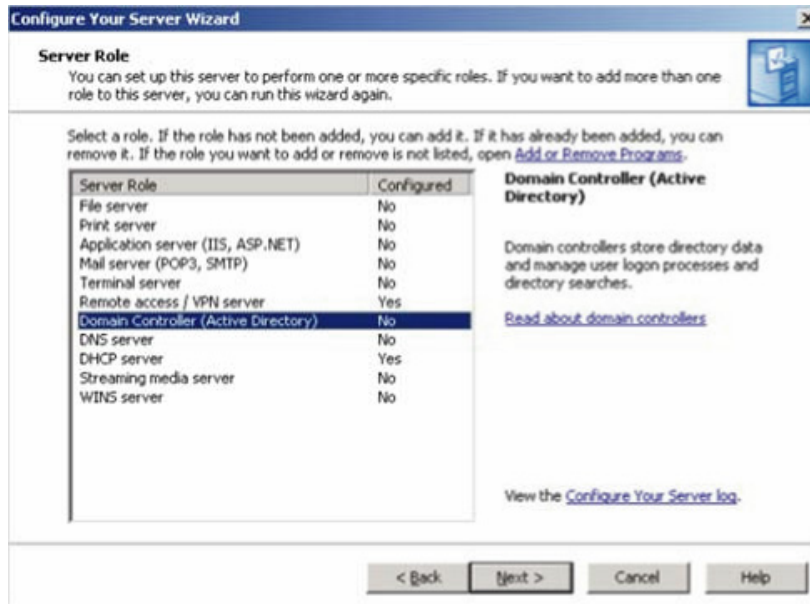 Configure Your Server Wizard
Server Role
You can set up this server to perform one or more specific roles. If you want to add more than one
role to this server, you can run this wizard again.
Select a role. If the role has not been added, you can add it. If it has already been added, you can
remove it. If the role you want to add or remove is not listed, open Add or Remove Programs.
Server Role Configured
File server No
Print server No
Application server (IIS, ASP.NET) No
Mail server (POP3, SMTP) No
Terminal server No
Remote access / VPN server Yes
Domain Controller (Active Directory) No
DNS server No
DHCP server Yes
Streaming media server No
WINS server No
Domain Controller (Active
Directory)
Domain controllers store directory data
and manage user logon processes and
directory searches.
Read about domain controllers
View the Configure Your Server log.
< Back Next > Cancel Help